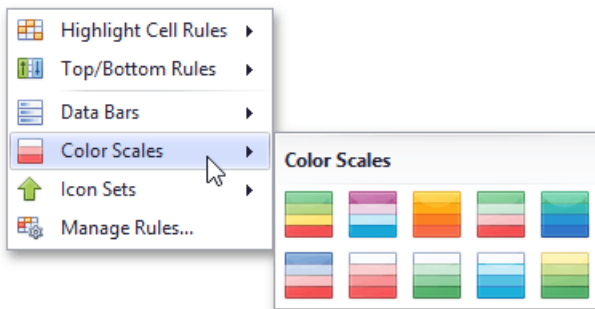 Highlight Cell Rules
Top/Bottom Rules
Data Bars
Color Scales
Icon Sets
Manage Rules...
Color Scales